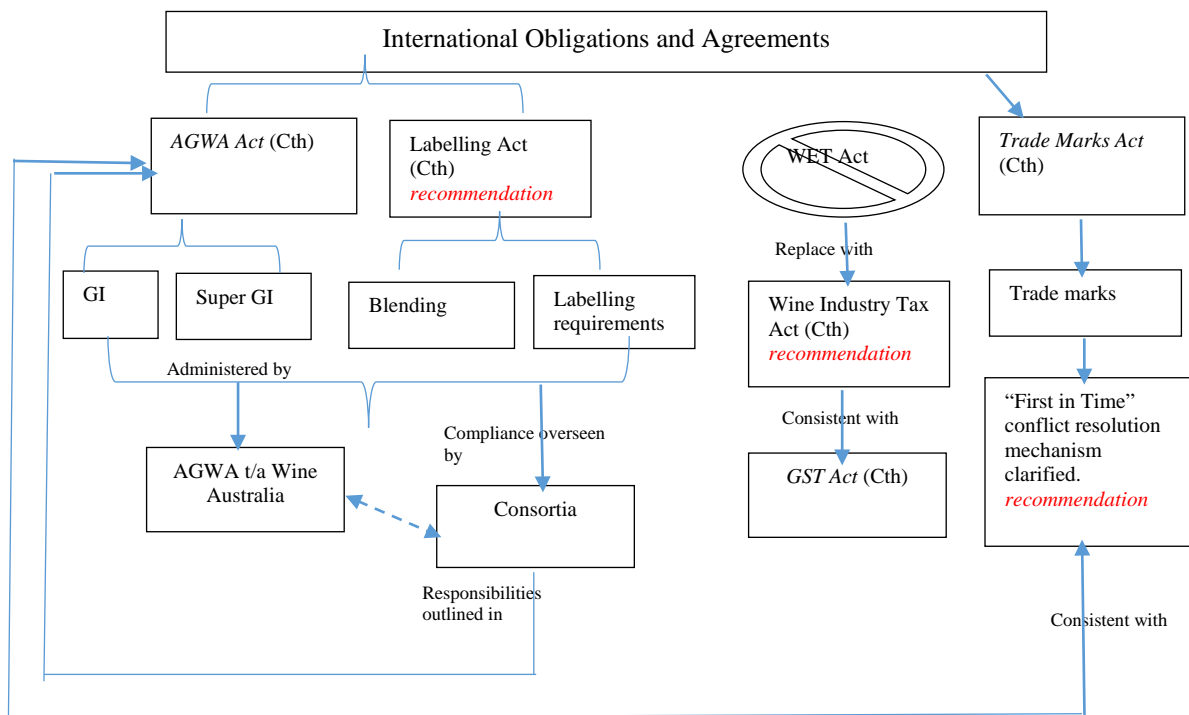 International Obligations and Agreements
AGWA Act (Cth)
Labelling Act
(Cth)
recommendation
WET Act
Trade Marks Act
(Cth)
Replace with
GI
Super GI
Blending
Labelling
requirements
Wine Industry Tax
Act (Cth)
recommendation
Trade marks
Administered by
Compliance overseen
by
Consistent with
“First in Time”
conflict resolution
mechanism
clarified.
recommendation
AGWA t/a Wine
Australia
Consortia
GST Act (Cth)
Responsibilities
outlined in
Consistent with